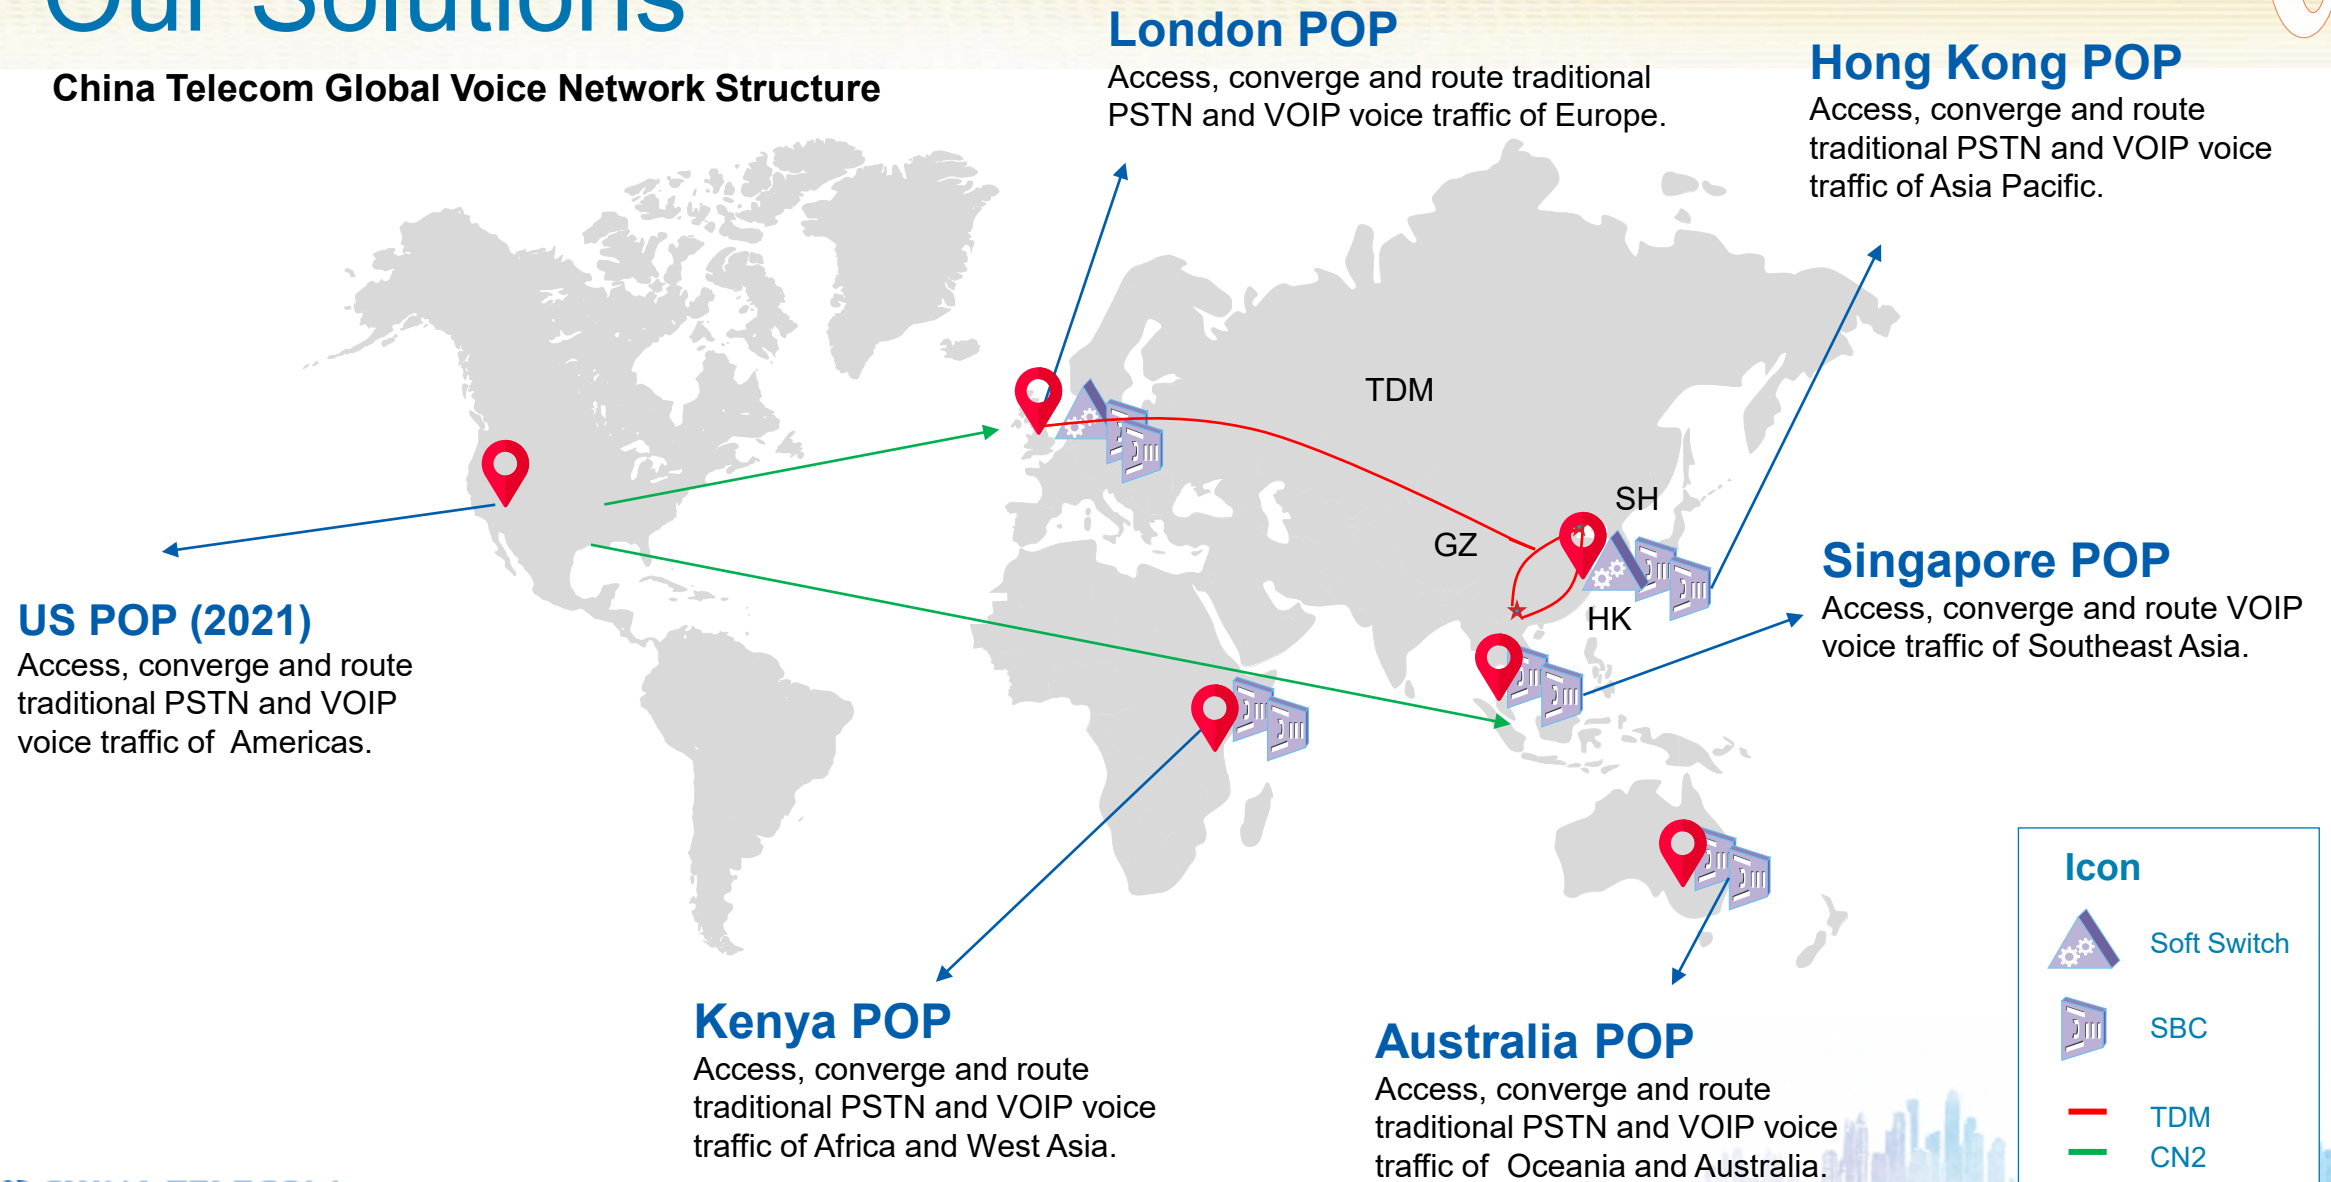 Our Solutions
China Telecom Global Voice Network Structure
London POP
Access, converge and route traditional
PSTN and VOIP voice traffic of Europe.
Hong Kong POP
Access, converge and route
traditional PSTN and VOIP voice
traffic of Asia Pacific.
TDM
SH
GZ
HK
Singapore POP
Access, converge and route VOIP
voice traffic of Southeast Asia.
US POP (2021)
Access, converge and route
traditional PSTN and VOIP
voice traffic of  Americas.
Kenya POP
Access, converge and route
traditional PSTN and VOIP voice
traffic of Africa and West Asia.
Australia POP
Access, converge and route
traditional PSTN and VOIP voice
traffic of  Oceania and Australia.
Icon
Soft Switch
SBC
TDM
CN2